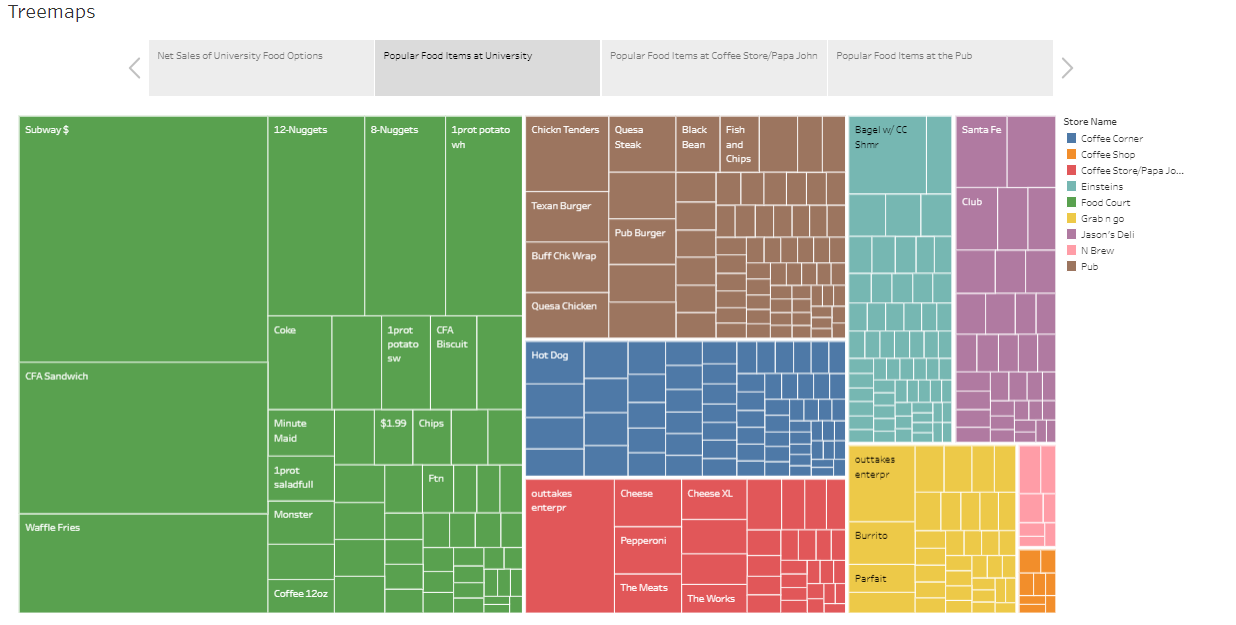 Treemaps
Net Sales of University Food Options
Popular Food Items at University
Popular Food Items at Coffee Store/Papa John
Popular Food Items at the Pub
Subway $
12-Nuggets
8-Nuggets
1prot potato
wh
CFA Sandwich
Waffle Fries
Coke
1prot
potato
sw
CFA
Biscuit
Minute
Maid
$1.99
Chips
1prot
saladfull
Ftn
Monster
Coffee 12oz
Chickn Tenders
Quesa
Steak
Black
Bean
Fish
and
Chips
Texan Burger
Pub Burger
Buff Chk Wrap
Quesa Chicken
Hot Dog
outtakes
enterpr
Cheese
Cheese XL
Pepperoni
The Meats
The Works
Bagel w/ CC
Shmr
Santa Fe
Club
outtakes
enterpr
Burrito
Parfait
Store Name
Coffee Corner
Coffee Shop
Coffee Store/Papa Jo...
Einsteins
Food Court
Grab n go
Jason's Deli
N Brew
Pub